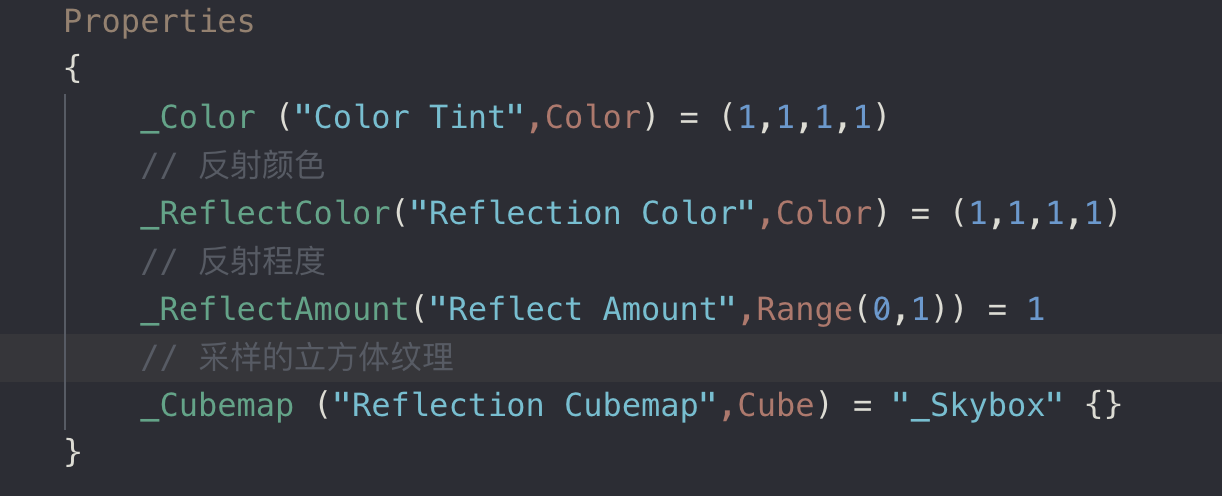 Properties
{
_Color ("Color Tint",Color) = (1,1,1,1)
// 反射颜色
_ReflectColor("Reflection Color",Color) = (1,1,1,1)
// 反射程度
_ReflectAmount("Reflect Amount",Range(0,1)) = 1
// 采样的立方体纹理
_Cubemap ("Reflection Cubemap",Cube) = "_Skybox" {}
}